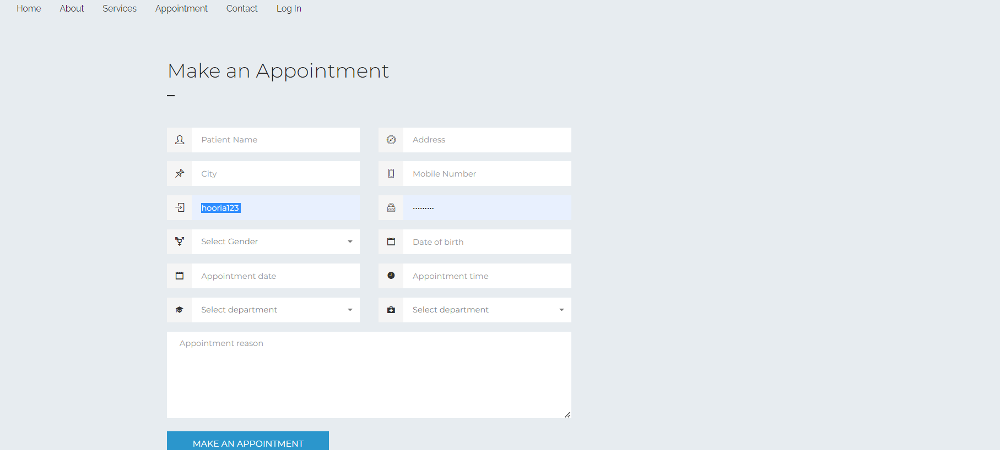 Home About Services Appointment Contact Log In
Make an Appointment
Patient Name Address
City Mobile Number
hooria123 •••••••••
Select Gender Date of birth
Appointment date Appointment time
Select department Select department
Appointment reason
MAKE AN APPOINTMENT